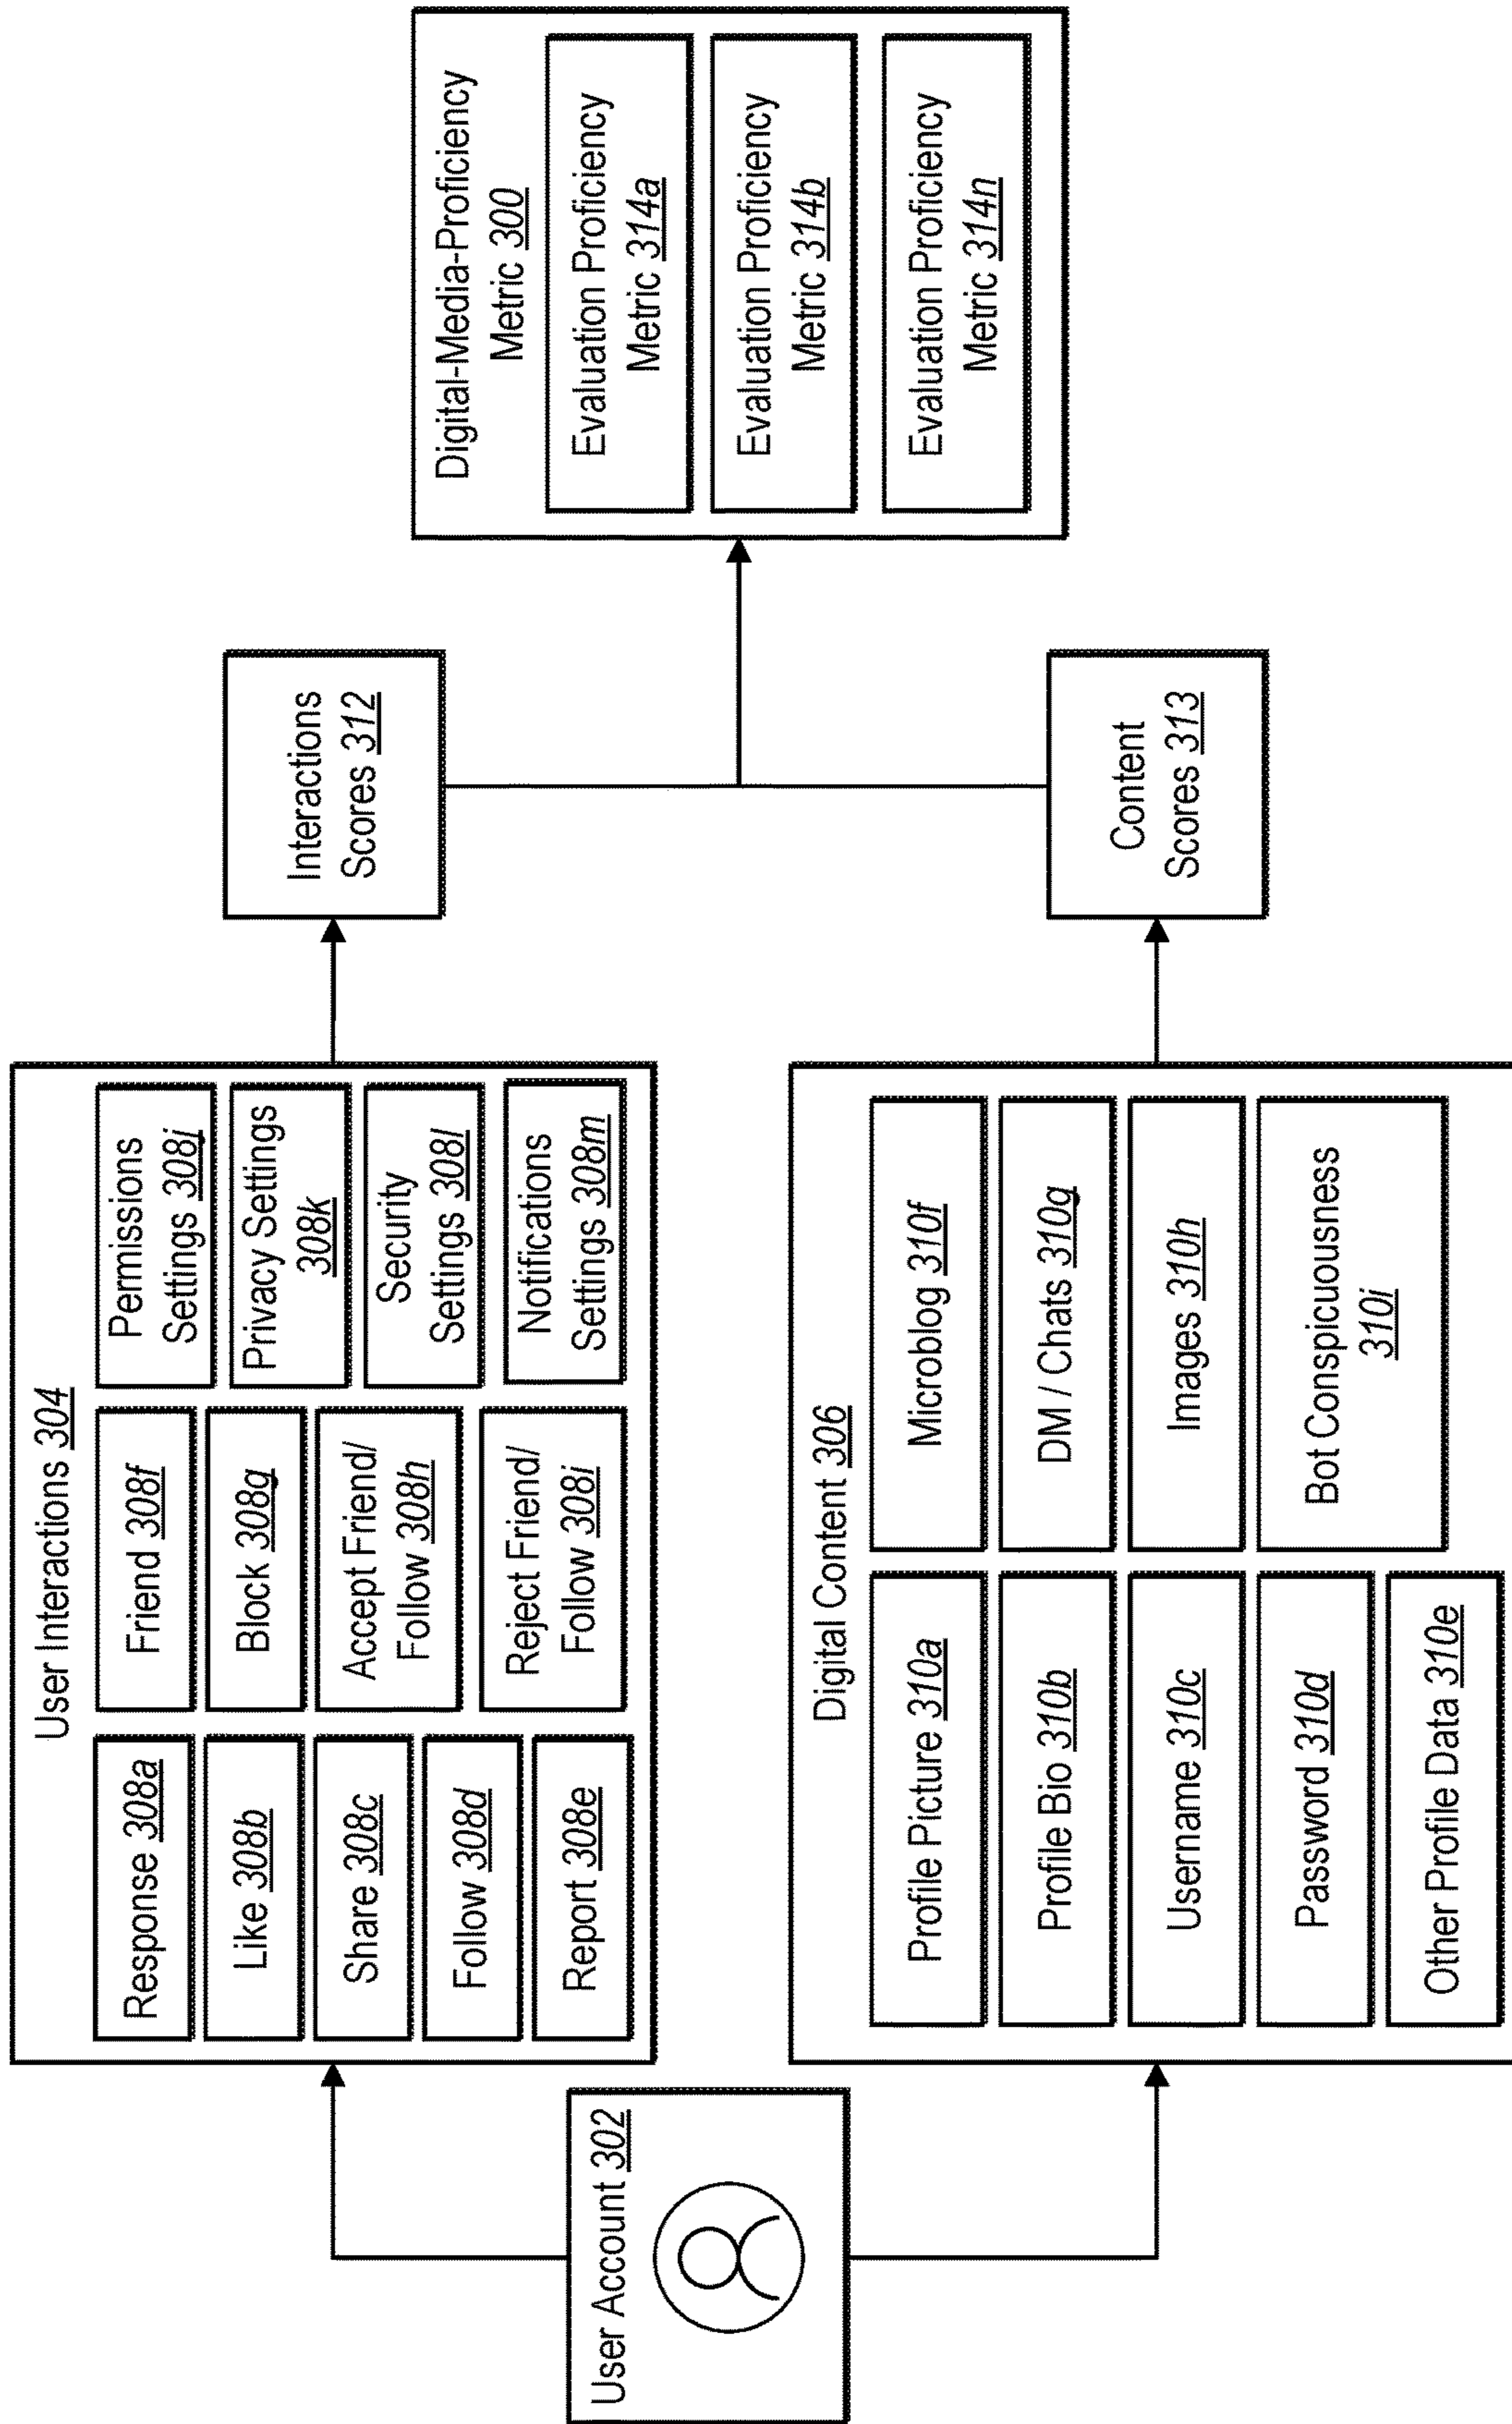 User Account 302
User Interactions 304
Response 308a
Like 308b
Share 308c
Follow 308d
Report 308e
Friend 308f
Block 308g
Accept Friend/
Follow 308h
Reject Friend/
Follow 308i
Permissions
Settings 308j
Privacy Settings
308k
Security
Settings 308l
Notifications
Settings 308m
Digital Content 306
Profile Picture 310a
Profile Bio 310b
Username 310c
Password 310d
Other Profile Data 310e
Microblog 310f
DM / Chats 310g
Images 310h
Bot Conspicuousness
310i
Interactions
Scores 312
Content
Scores 313
Digital-Media-Proficiency
Metric 300
Evaluation Proficiency
Metric 314a
Evaluation Proficiency
Metric 314b
Evaluation Proficiency
Metric 314n